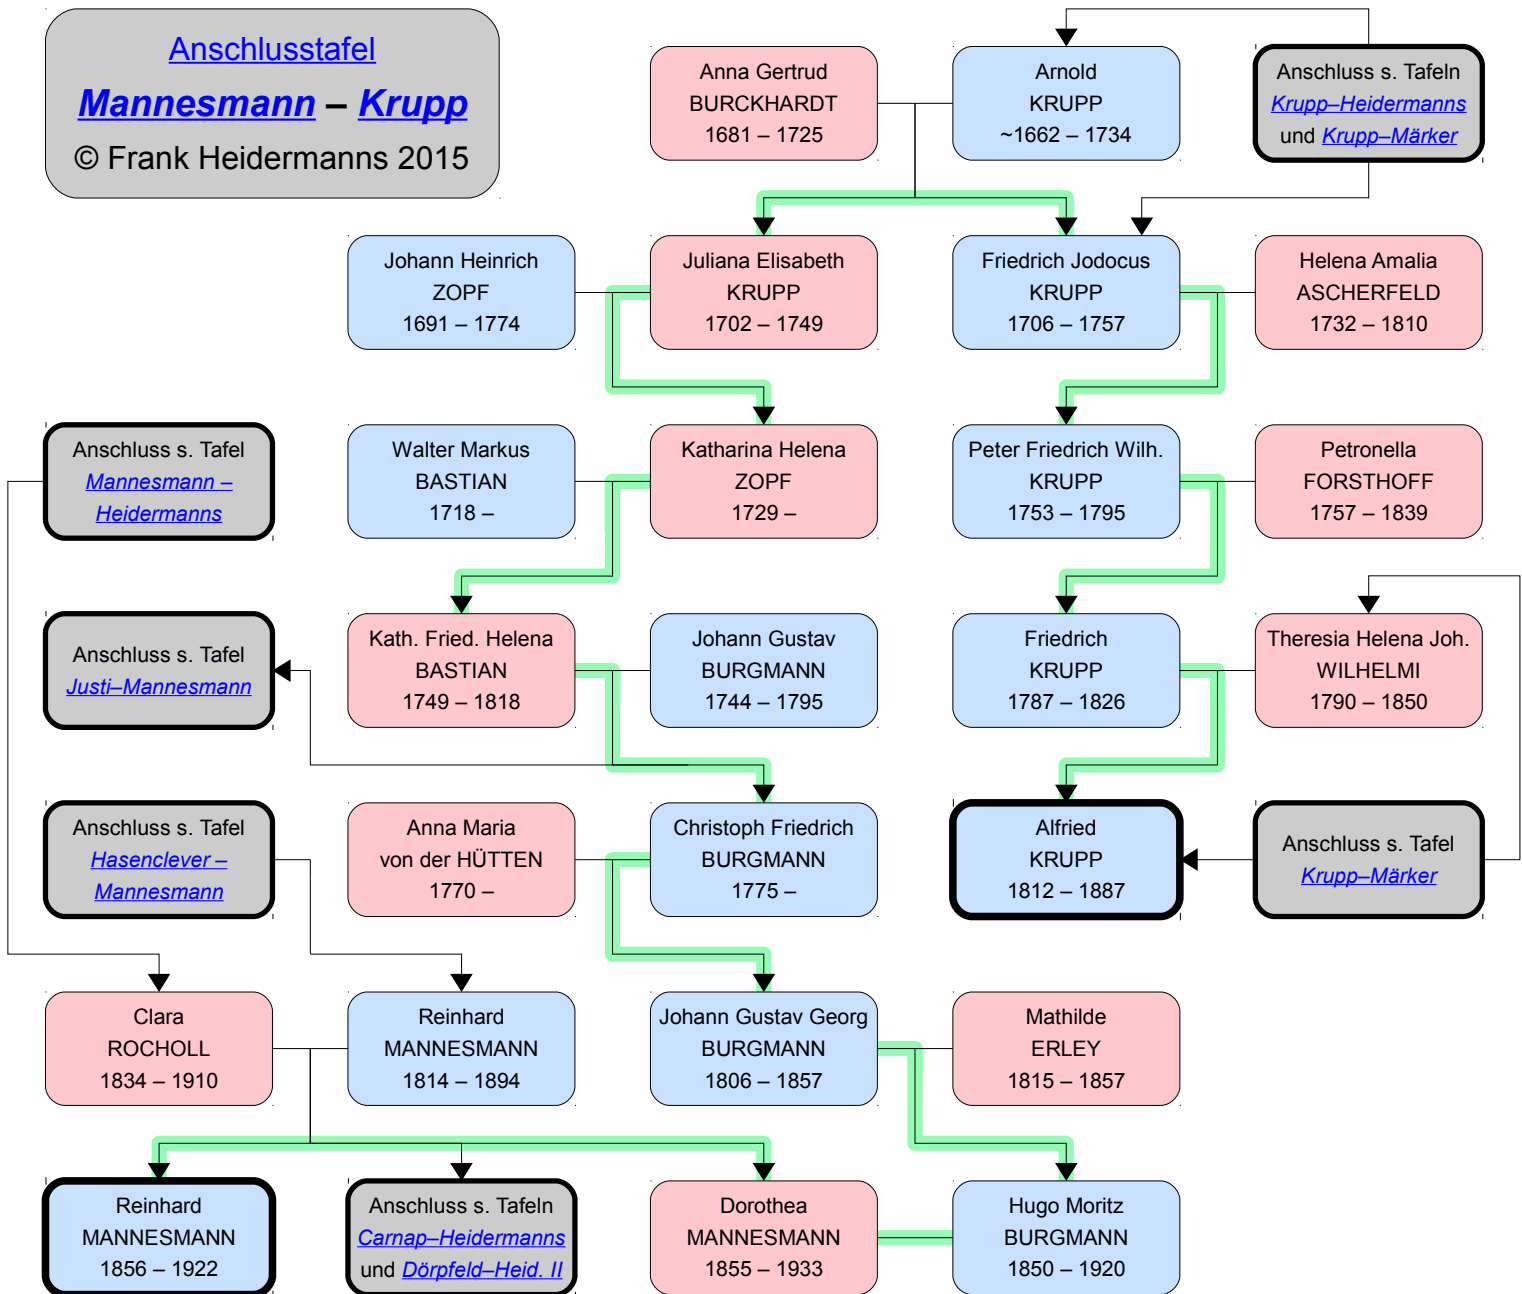 Anschlusstafel
Mannesmann – Krupp
© Frank Heidermanns 2015
Anna Gertrud
BURCKHARDT
1681 – 1725
Arnold
KRUPP
~1662 – 1734
Anschluss s. Tafeln
Krupp–Heidermanns
und Krupp–Märker
Johann Heinrich
ZOPF
1691 – 1774
Juliana Elisabeth
KRUPP
1702 – 1749
Friedrich Jodocus
KRUPP
1706 – 1757
Helena Amalia
ASCHERFELD
1732 – 1810
Anschluss s. Tafel
Mannesmann –
Heidermanns
Walter Markus
BASTIAN
1718 –
Katharina Helena
ZOPF
1729 –
Peter Friedrich Wilh.
KRUPP
1753 – 1795
Petronella
FORSTHOFF
1757 – 1839
Anschluss s. Tafel
Justi–Mannesmann
Kath. Fried. Helena
BASTIAN
1749 – 1818
Johann Gustav
BURGMANN
1744 – 1795
Friedrich
KRUPP
1787 – 1826
Theresia Helena Joh.
WILHELMI
1790 – 1850
Anschluss s. Tafel
Hasenclever –
Mannesmann
Anna Maria
von der HÜTTEN
1770 –
Christoph Friedrich
BURGMANN
1775 –
Alfried
KRUPP
1812 – 1887
Anschluss s. Tafel
Krupp–Märker
Clara
ROCHOLL
1834 – 1910
Reinhard
MANNESMANN
1814 – 1894
Johann Gustav Georg
BURGMANN
1806 – 1857
Mathilde
ERLEY
1815 – 1857
Reinhard
MANNESMANN
1856 – 1922
Anschluss s. Tafeln
Carnap–Heidermanns
und Dörpfeld–Heid. II
Dorothea
MANNESMANN
1855 – 1933
Hugo Moritz
BURGMANN
1850 – 1920